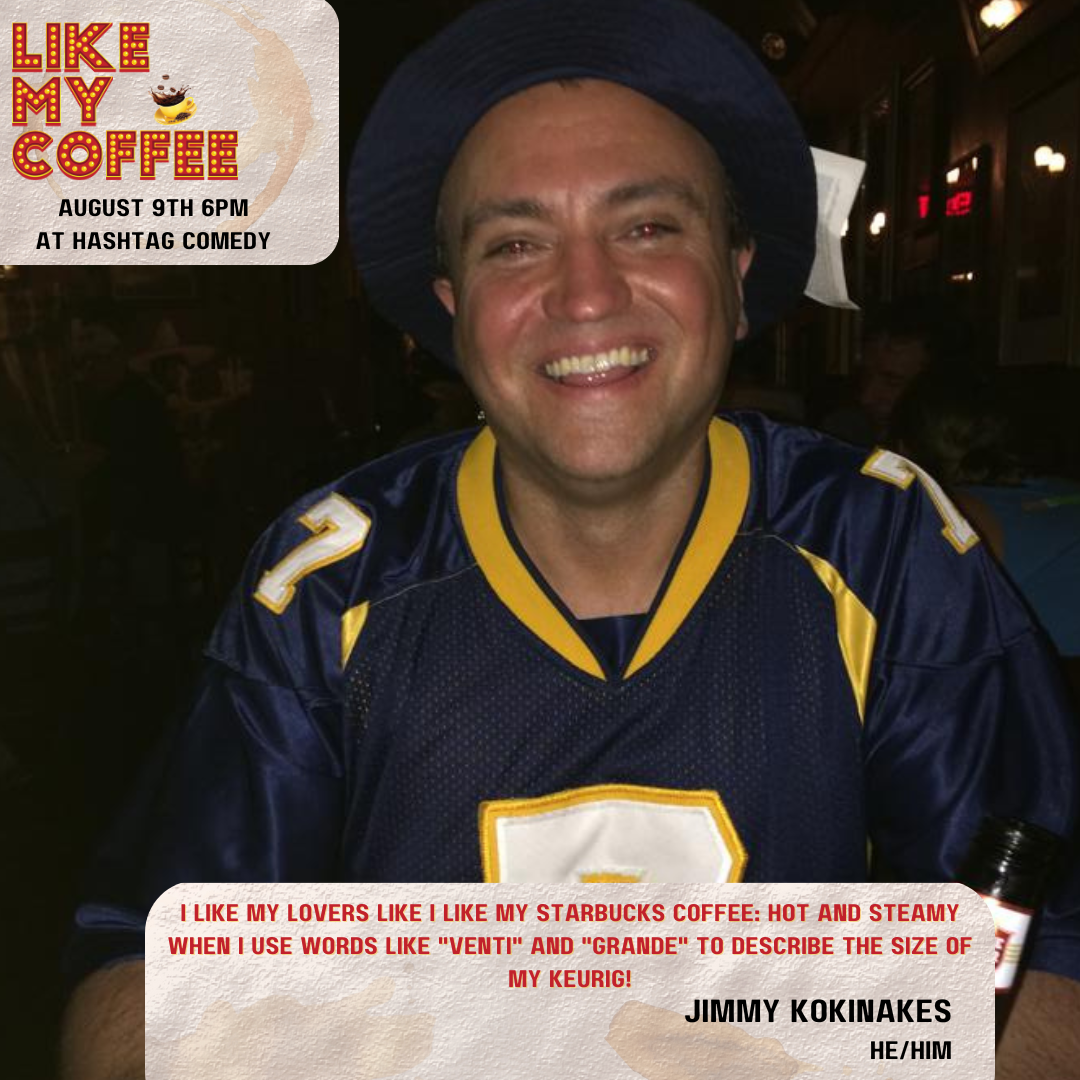 LIKE
MY
COFFEE
AUGUST 9TH 6PM
AT HASHTAG COMEDY
7
7
I LIKE MY LOVERS LIKE I LIKE MY STARBUCKS COFFEE: HOT AND STEAMY
WHEN I USE WORDS LIKE "VENTI" AND "GRANDE" TO DESCRIBE THE SIZE OF
MY KEURIG!
JIMMY KOKINAKES
HE/HIM